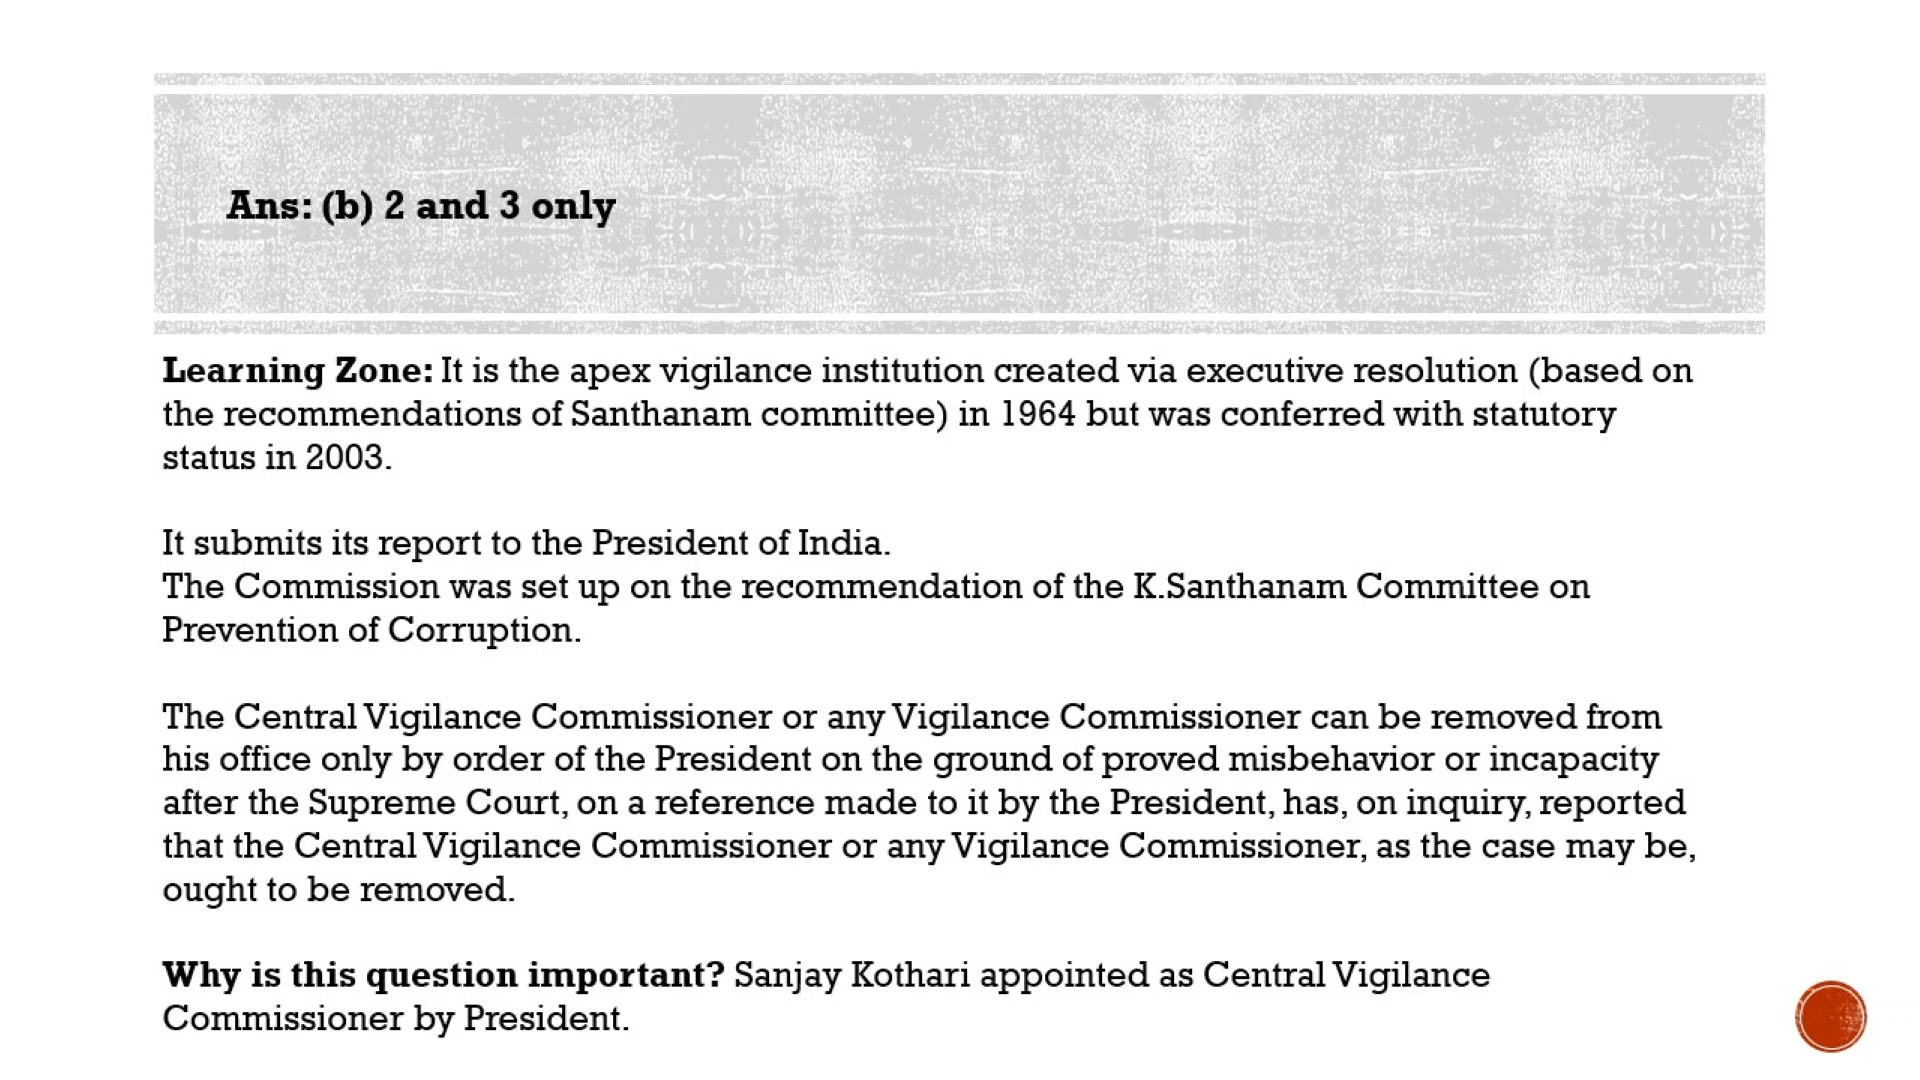 Ans: (b) 2 and 3 only
Learning Zone: It is the apex vigilance institution created via executive resolution (based on
the recommendations of Santhanam committee) in 1964 but was conferred with statutory
status in 2003.
It submits its report to the President of India.
The Commission was set up on the recommendation of the K.Santhanam Committee on
Prevention of Corruption.
The Central Vigilance Commissioner or any Vigilance Commissioner can be removed from
his office only by order of the President on the ground of proved misbehavior or incapacity
after the Supreme Court, on a reference made to it by the President, has, on inquiry, reported
that the Central Vigilance Commissioner or any Vigilance Commissioner, as the case may be,
ought to be removed.
Why is this question important? Sanjay Kothari appointed as Central Vigilance
Commissioner by President.